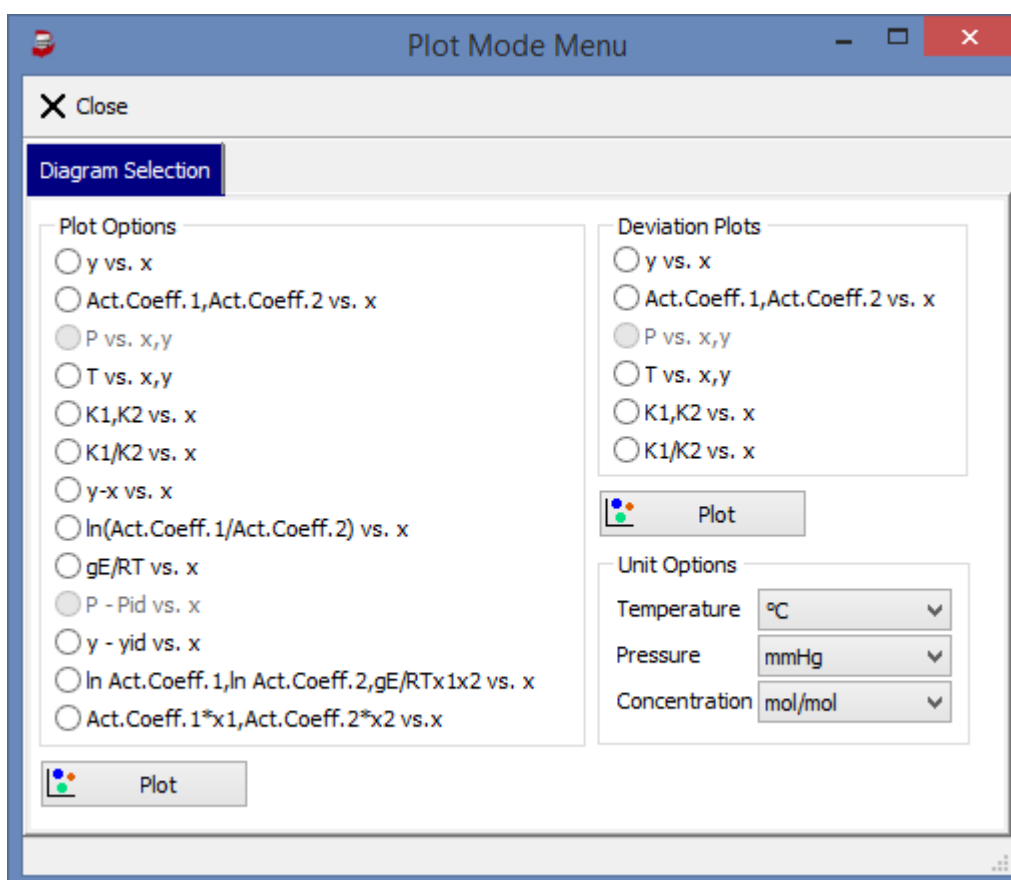 Plot Mode Menu
Close
Diagram Selection
Plot Options
y vs. x
Act.Coeff.1,Act.Coeff.2 vs. x
P vs. x,y
T vs. x,y
K1,K2 vs. x
K1/K2 vs. x
y-x vs. x
ln(Act.Coeff.1/Act.Coeff.2) vs. x
gE/RT vs. x
P - Pid vs. x
y - yid vs. x
ln Act.Coeff.1,ln Act.Coeff.2,gE/RTx1x2 vs. x
Act.Coeff.1*x1,Act.Coeff.2*x2 vs.x
Plot
Deviation Plots
y vs. x
Act.Coeff.1,Act.Coeff.2 vs. x
P vs. x,y
T vs. x,y
K1,K2 vs. x
K1/K2 vs. x
Plot
Unit Options
Temperature ºC
Pressure mmHg
Concentration mol/mol